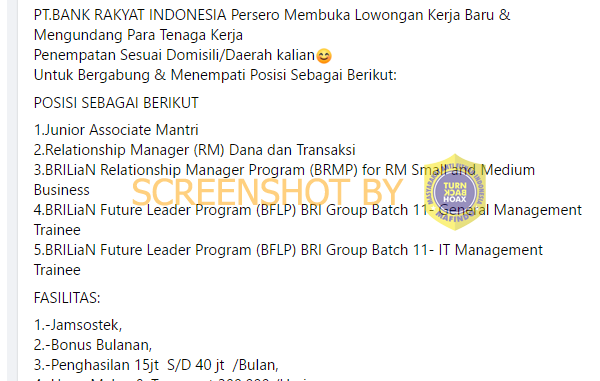 PT.BANK RAKYAT INDONESIA Persero Membuka Lowongan Kerja Baru &
Mengundang Para Tenaga Kerja
Penempatan Sesuai Domisili/Daerah kalian😊
Untuk Bergabung & Menempati Posisi Sebagai Berikut:
POSISI SEBAGAI BERIKUT
1.Junior Associate Mantri
2.Relationship Manager (RM) Dana dan Transaksi
3.BRILiaN Relationship Manager Program (BRMP) for RM Small and Medium
Business
SCREENSHOT BY
TURN
BACK
HOAX
MAFINDO
4.BRILiaN Future Leader Program (BFLP) BRI Group Batch 11- General Management
Trainee
5.BRILiaN Future Leader Program (BFLP) BRI Group Batch 11- IT Management
Trainee
FASILITAS:
1.-Jamsostek,
2.-Bonus Bulanan,
3.-Penghasilan 15jt S/D 40 jt /Bulan,